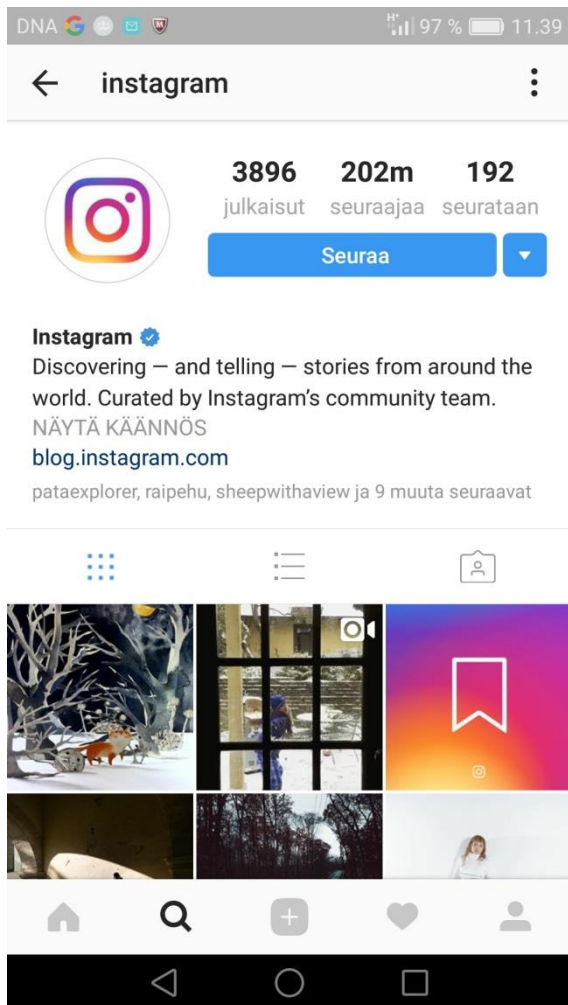 DNA H+ 97 % 11.39
instagram
3896 202m 192
julkaisut seuraajaa seurataan
Seuraa
Instagram
Discovering — and telling — stories from around the
world. Curated by Instagram's community team.
NÄYTÄ KÄÄNNÖS
blog.instagram.com
pataexplorer, raipehu, sheepwithaview ja 9 muuta seuraavat